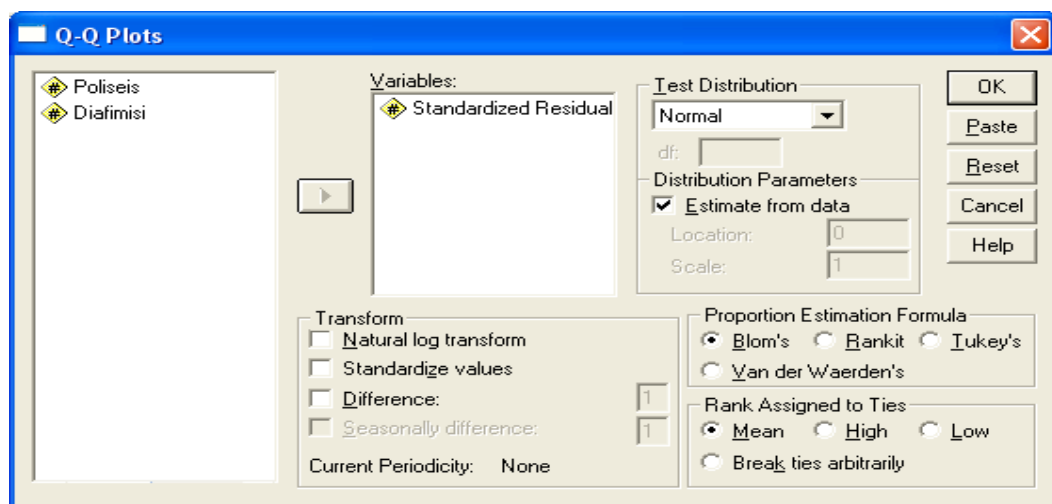 Q-Q Plots
Poliseis
Diafimisi
Variables:
Standardized Residual
Test Distribution
Normal
df:
Distribution Parameters
Estimate from data
Location: 0
Scale: 1
OK
Paste
Reset
Cancel
Help
Transform
Natural log transform
Standardize values
Difference: 1
Seasonally difference: 1
Current Periodicity: None
Proportion Estimation Formula
Blom's Rankit Tukey's
Van der Waerden's
Rank Assigned to Ties
Mean High Low
Break ties arbitrarily